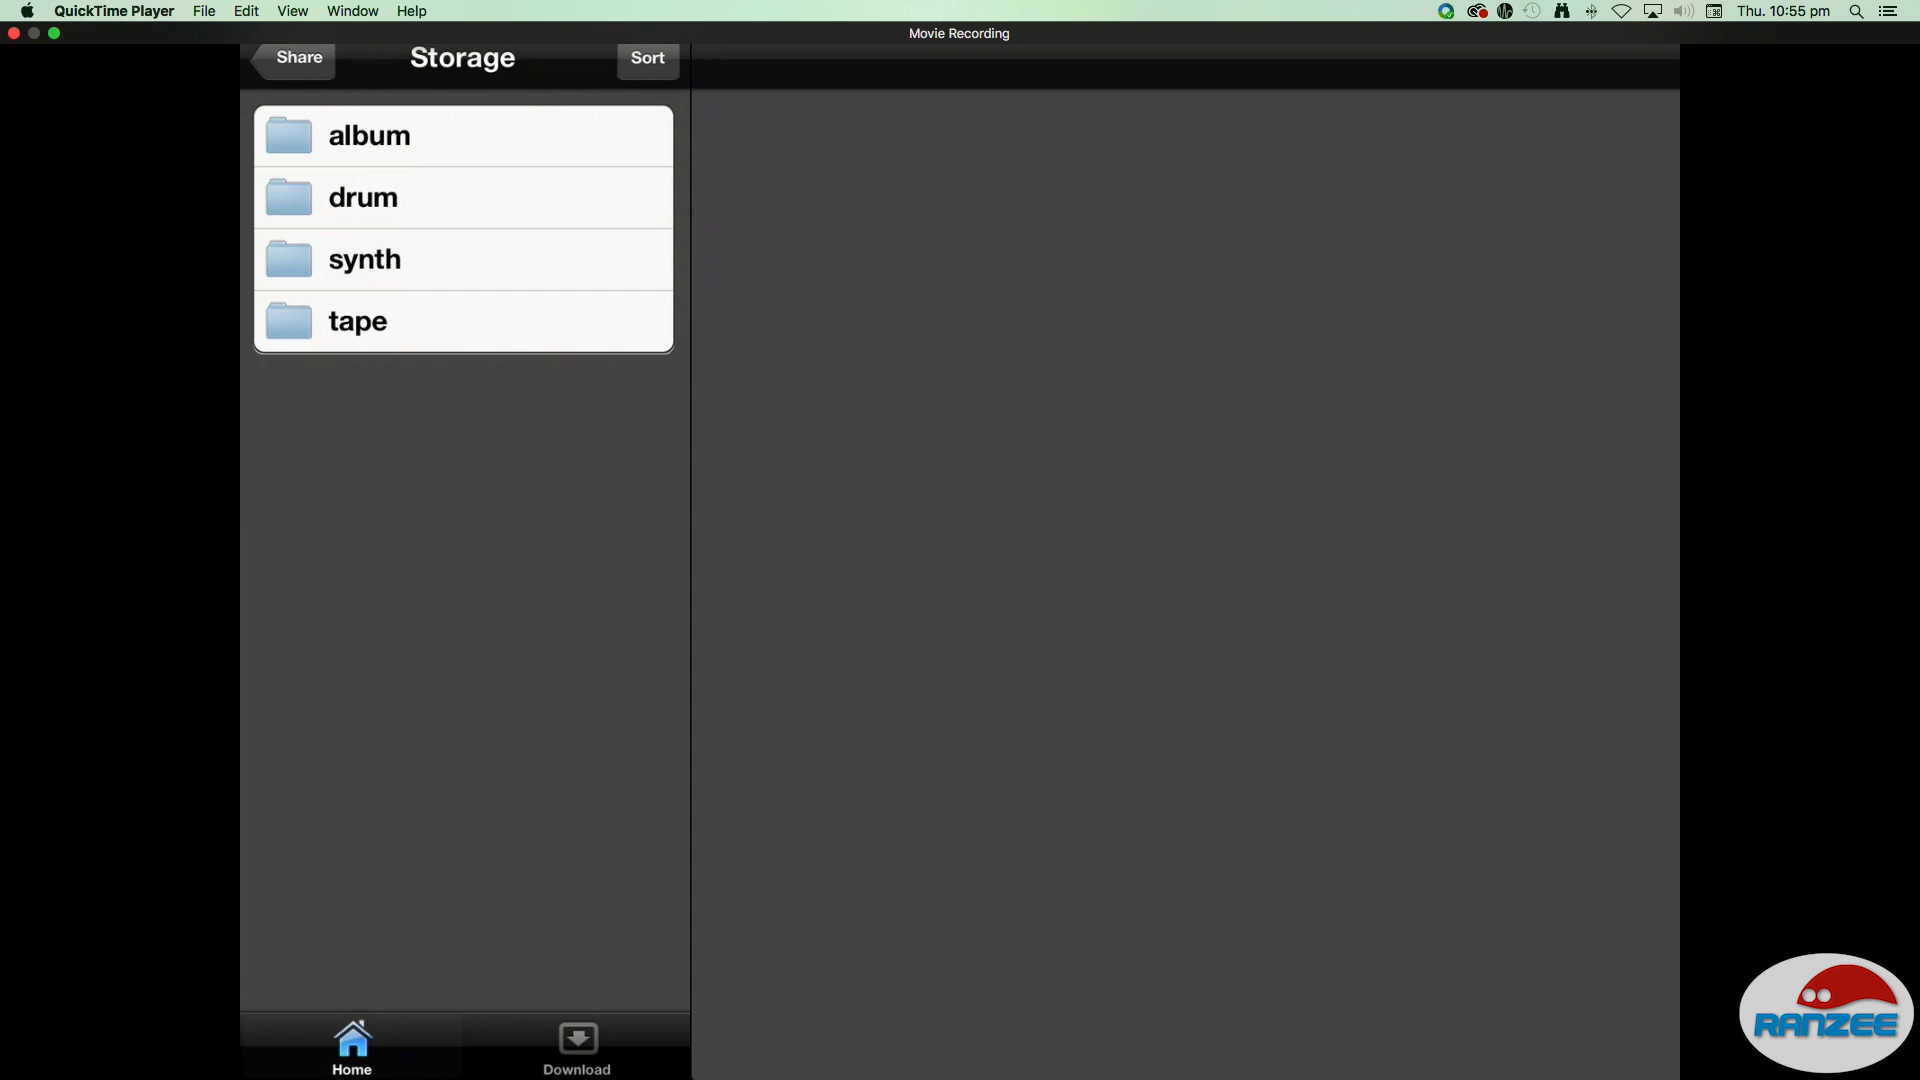 QuickTime Player File Edit View Window Help Thu. 10:55 pm
Movie Recording
Share Storage Sort
album
drum
synth
tape
Home Download
RANZEE